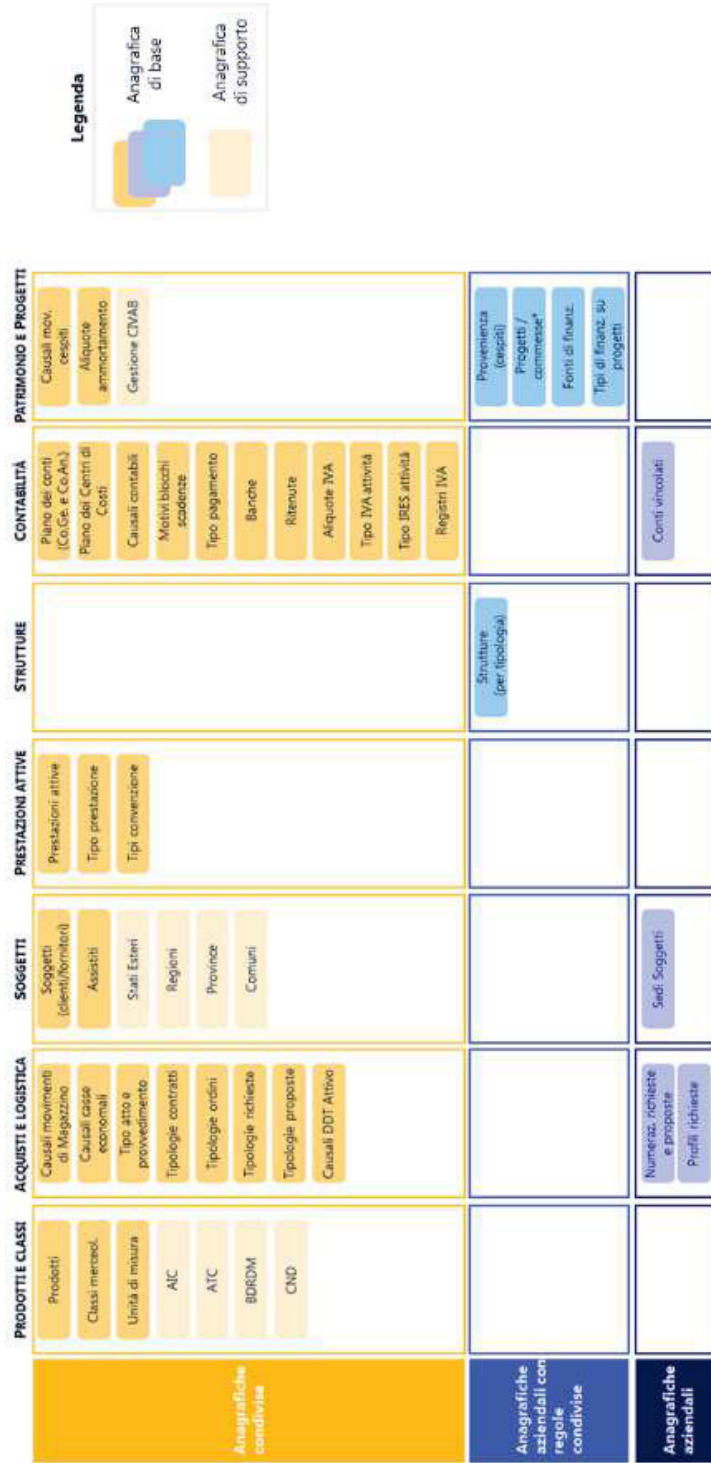 PRODOTTI E CLASSI
ACQUISTI E LOGISTICA
SOGGETTI
PRESTAZIONI ATTIVE
STRUTTURE
CONTABILITÀ
PATRIMONIO E PROGETTI
Anagrafiche
condivise
Prodotti
Classi merceol.
Unità di misura
AIC
ATC
BDRDM
CND
Causali movimenti
di Magazzino
Causali casse
economali
Tipo atto e
provvedimento
Tipologie contratti
Tipologie ordini
Tipologie richieste
Tipologie proposte
Causali DDT Attivo
Soggetti
(clienti/fornitori)
Assistiti
Stati Esteri
Regioni
Province
Comuni
Prestazioni attive
Tipo prestazione
Tipi convenzione
Piano dei conti
(Co.Ge. e Co.An.)
Piano dei Centri di
Costi
Causali contabili
Motivi blocchi
scadenze
Tipo pagamento
Banche
Ritenute
Aliquote IVA
Tipo IVA attività
Tipo IRES attività
Registri IVA
Causali mov.
cespiti
Aliquote
ammortamento
Gestione CIVAB
Anagrafiche
aziendali con
regole
condivise
Strutture
(per tipologia)
Provenienza
(cespiti)
Progetti /
commesse*
Fonti di finanz.
Tipi di finanz. su
progetti
Anagrafiche
aziendali
Numeraz. richieste
e proposte
Profili richieste
Sedi Soggetti
Conti vincolati
Legenda
Anagrafica
di base
Anagrafica
di supporto